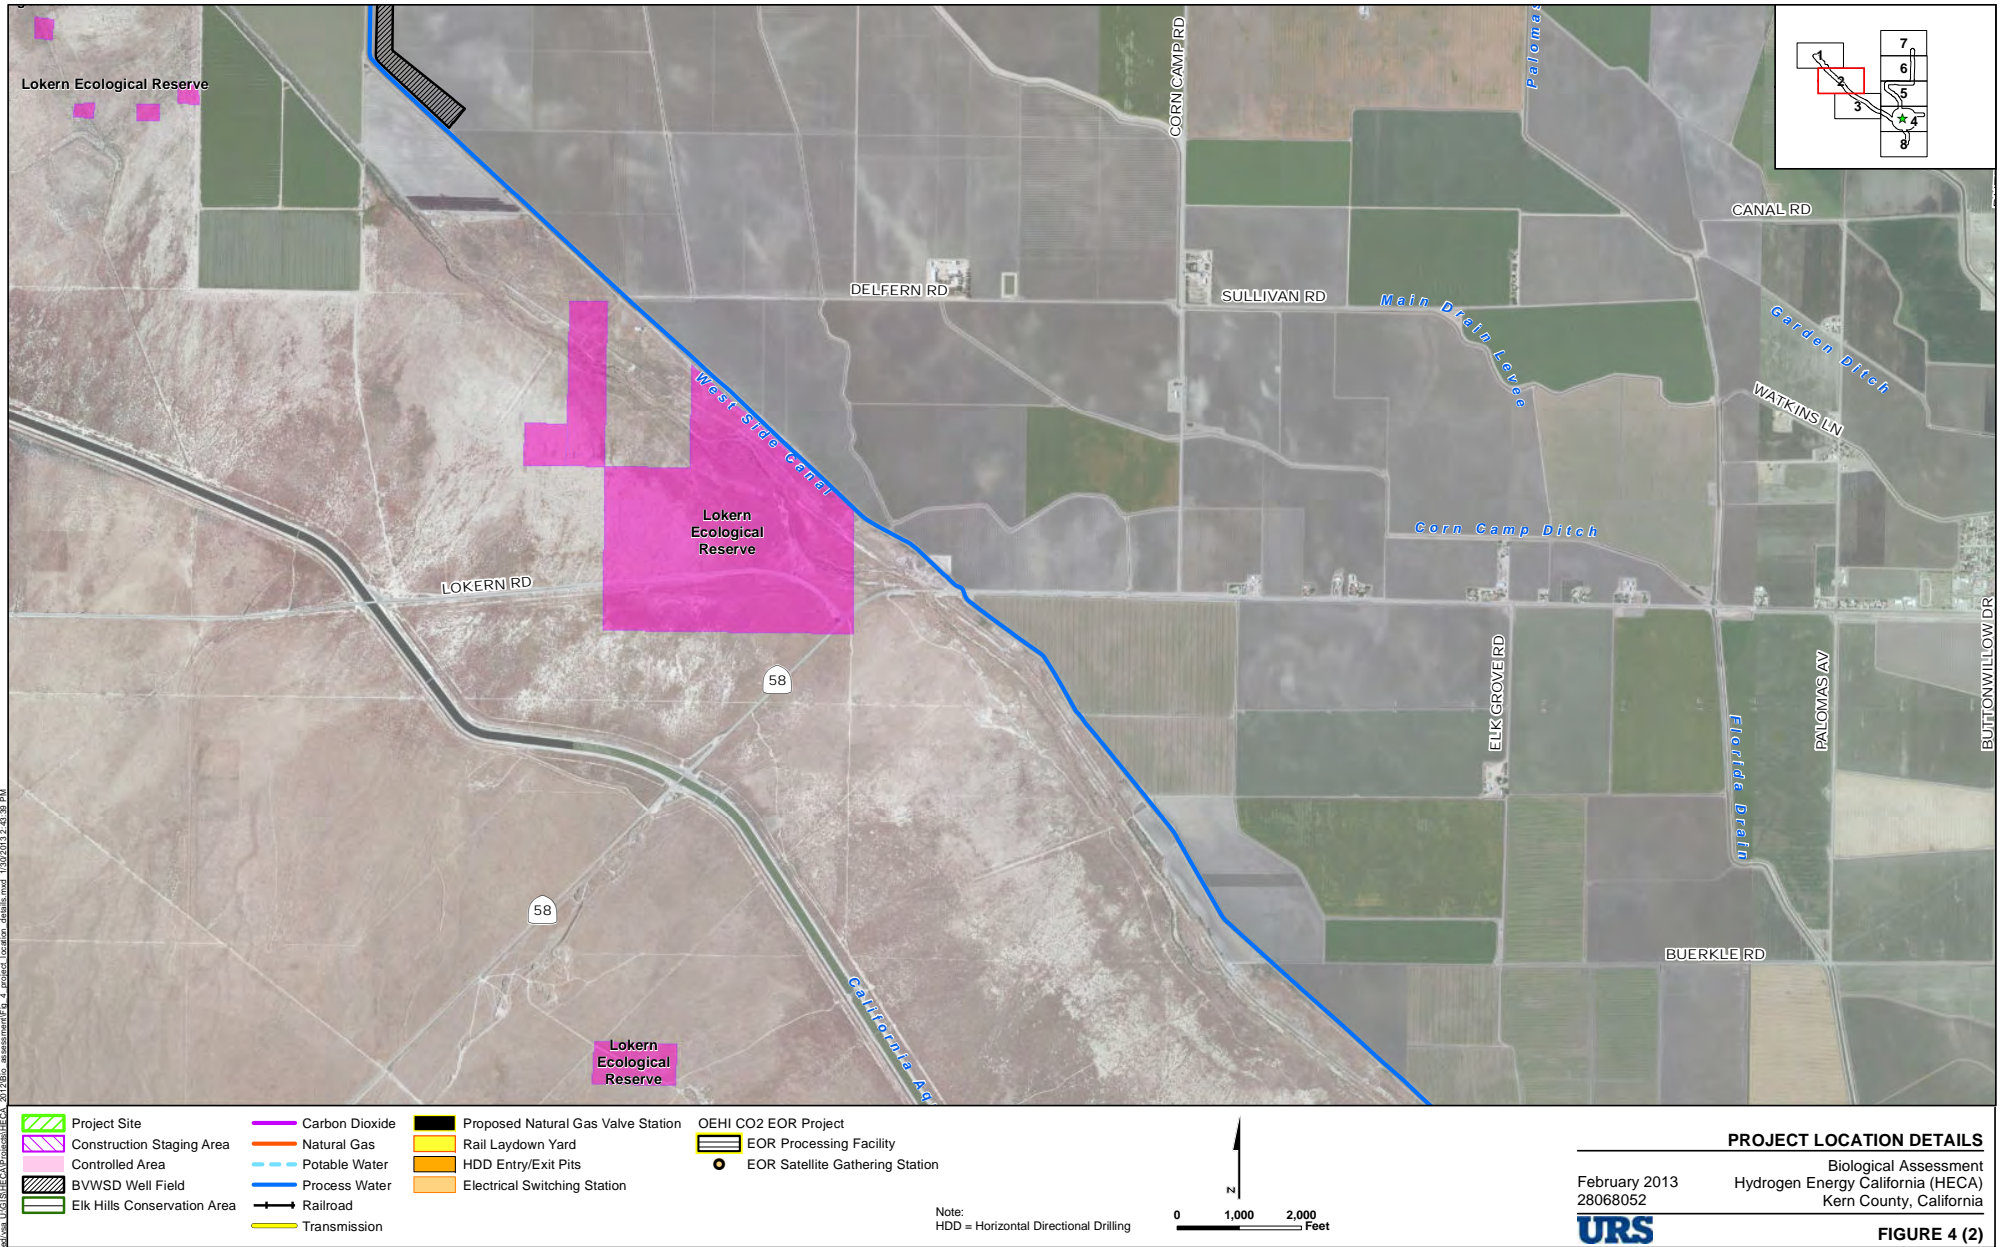 Lokern Ecological Reserve
CORN CAMP RD
Palomas
1
2
3
7
6
5
4
8
CANAL RD
DELFERN RD
SULLIVAN RD
Main Drain Levee
Garden Ditch
WATKINS LN
West Side Canal
Lokern
Ecological
Reserve
Corn Camp Ditch
LOKERN RD
58
ELK GROVE RD
PALOMAS AV
BUTTONWILLOW DR
Florida Drain
58
BUERKLE RD
California Aq
Lokern
Ecological
Reserve
Project Site
Construction Staging Area
Controlled Area
BVWSD Well Field
Elk Hills Conservation Area
Carbon Dioxide
Natural Gas
Potable Water
Process Water
Railroad
Transmission
Proposed Natural Gas Valve Station
Rail Laydown Yard
HDD Entry/Exit Pits
Electrical Switching Station
OEHI CO2 EOR Project
EOR Processing Facility
EOR Satellite Gathering Station
Note:
HDD = Horizontal Directional Drilling
N
0 1,000 2,000
Feet
PROJECT LOCATION DETAILS
Biological Assessment
February 2013 Hydrogen Energy California (HECA)
28068052 Kern County, California
URS FIGURE 4 (2)